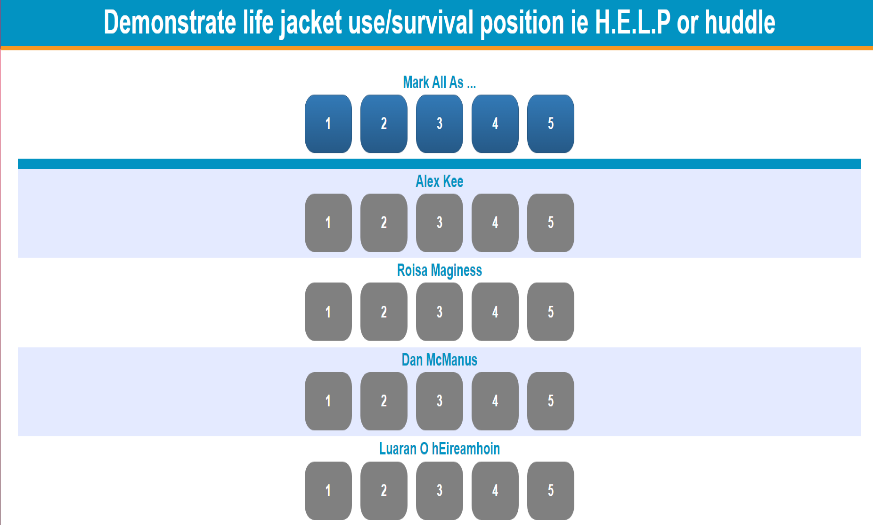 Demonstrate life jacket use/survival position ie H.E.L.P or huddle
Mark All As ...
1 2 3 4 5
Alex Kee
1 2 3 4 5
Roisa Maginess
1 2 3 4 5
Dan McManus
1 2 3 4 5
Luaran O hEireamhoin
1 2 3 4 5